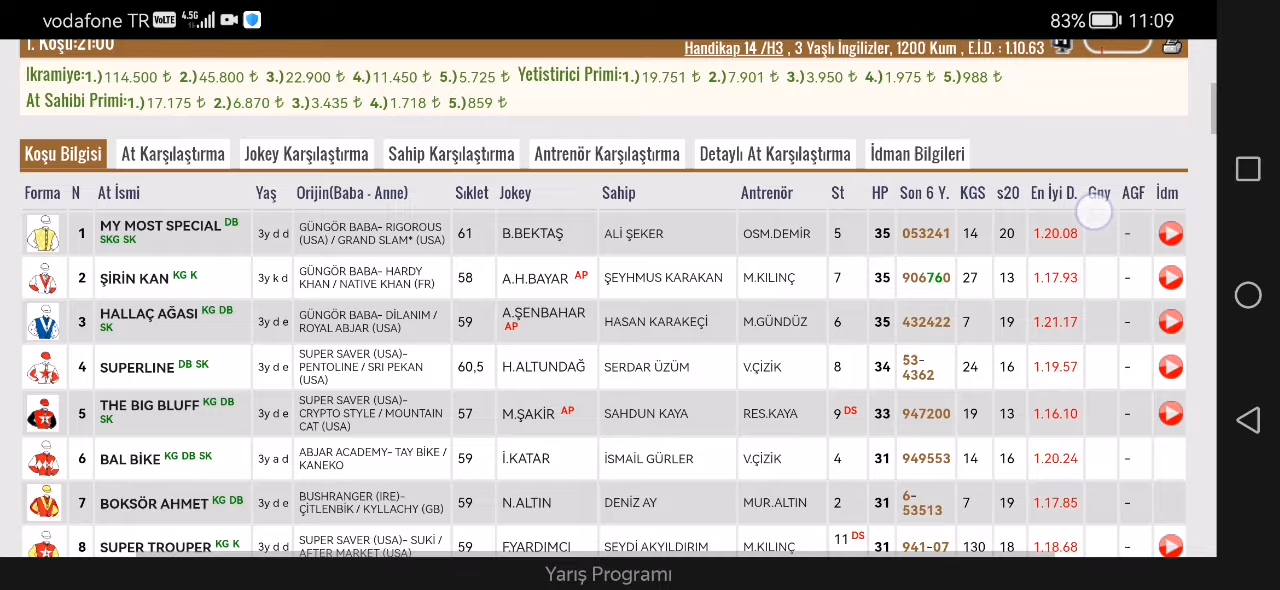 vodafone TR VoLTE 4.5G 83% 11:09
1. Koşu:21:00
Handikap 14 /H3 , 3 Yaşlı İngilizler, 1200 Kum , E.İ.D. : 1.10.63
Ikramiye:1.)114.500 ₺ 2.)45.800 ₺ 3.)22.900 ₺ 4.)11.450 ₺ 5.)5.725 ₺ Yetistirici Primi:1.)19.751 ₺ 2.)7.901 ₺ 3.)3.950 ₺ 4.)1.975 ₺ 5.)988 ₺
At Sahibi Primi:1.)17.175 ₺ 2.)6.870 ₺ 3.)3.435 ₺ 4.)1.718 ₺ 5.)859 ₺
Koşu Bilgisi At Karşılaştırma Jokey Karşılaştırma Sahip Karşılaştırma Antrenör Karşılaştırma Detaylı At Karşılaştırma İdman Bilgileri
Forma N At İsmi Yaş Orijin(Baba - Anne) Sıklet Jokey Sahip Antrenör St HP Son 6 Y. KGS s20 En İyi D. Gny AGF İdm
1 MY MOST SPECIAL DB SKG SK 3y d d GÜNGÖR BABA- RIGOROUS (USA) / GRAND SLAM* (USA) 61 B.BEKTAŞ ALİ ŞEKER OSM.DEMİR 5 35 053241 14 20 1.20.08 -
2 ŞİRİN KAN KG K 3y k d GÜNGÖR BABA- HARDY KHAN / NATIVE KHAN (FR) 58 A.H.BAYAR AP ŞEYHMUS KARAKAN M.KILINÇ 7 35 906760 27 13 1.17.93 -
3 HALLAÇ AĞASI KG DB SK 3y d e GÜNGÖR BABA- DİLANIM / ROYAL ABJAR (USA) 59 A.ŞENBAHAR AP HASAN KARAKEÇİ M.GÜNDÜZ 6 35 432422 7 19 1.21.17 -
4 SUPERLINE DB SK 3y d e SUPER SAVER (USA)- PENTOLINE / SRI PEKAN (USA) 60,5 H.ALTUNDAĞ SERDAR ÜZÜM V.ÇİZİK 8 34 53-4362 24 16 1.19.57 -
5 THE BIG BLUFF KG DB SK 3y d e SUPER SAVER (USA)- CRYPTO STYLE / MOUNTAIN CAT (USA) 57 M.ŞAKİR AP SAHDUN KAYA RES.KAYA 9 DS 33 947200 19 13 1.16.10 -
6 BAL BİKE KG DB SK 3y a d ABJAR ACADEMY- TAY BİKE / KANEKO 59 İ.KATAR İSMAİL GÜRLER V.ÇİZİK 4 31 949553 14 16 1.20.24 -
7 BOKSÖR AHMET KG DB 3y d e BUSHRANGER (IRE)- ÇİTLENBİK / KYLLACHY (GB) 59 N.ALTIN DENİZ AY MUR.ALTIN 2 31 6-53513 7 19 1.17.85 -
8 SUPER TROUPER KG K 3y d d SUPER SAVER (USA)- SUKİ / AFTER MARKET (USA) 59 F.YARDIMCI SEYDİ AKYILDIRIM M.KILINÇ 11 DS 31 941-07 130 18 1.18.68 -
Yarış Programı